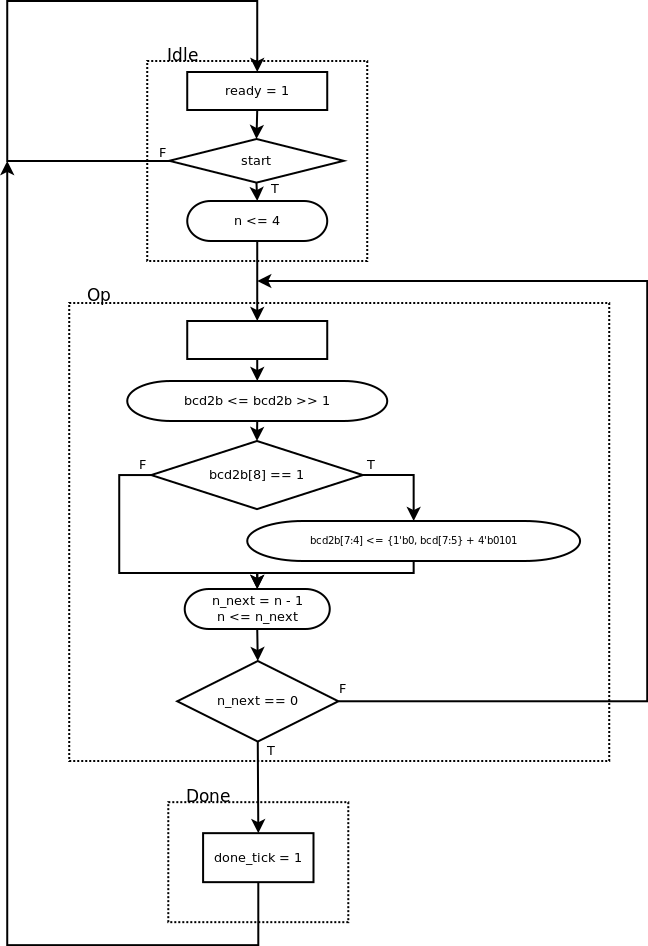 Idle
ready = 1
F
start
T
n <= 4
Op
bcd2b <= bcd2b >> 1
F
T
bcd2b[8] == 1
bcd2b[7:4] <= {1'b0, bcd[7:5} + 4'b0101
n_next = n - 1
n <= n_next
F
n_next == 0
T
Done
done_tick = 1